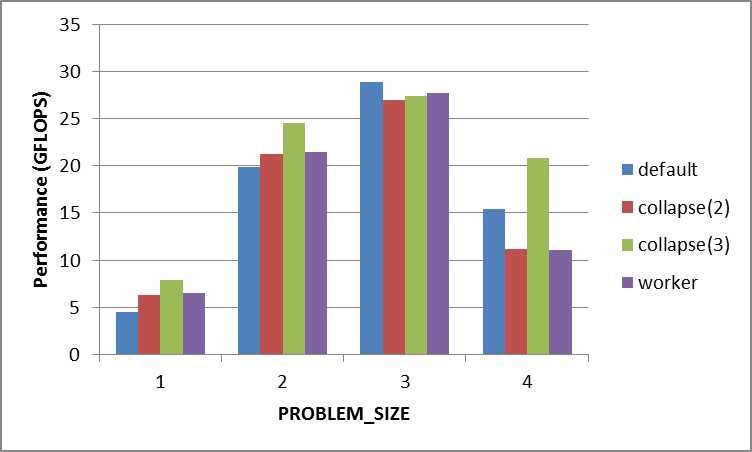 35
30
25
20
15
10
5
0
Performance (GFLOPS)
1 2 3 4
PROBLEM_SIZE
default
collapse(2)
collapse(3)
worker